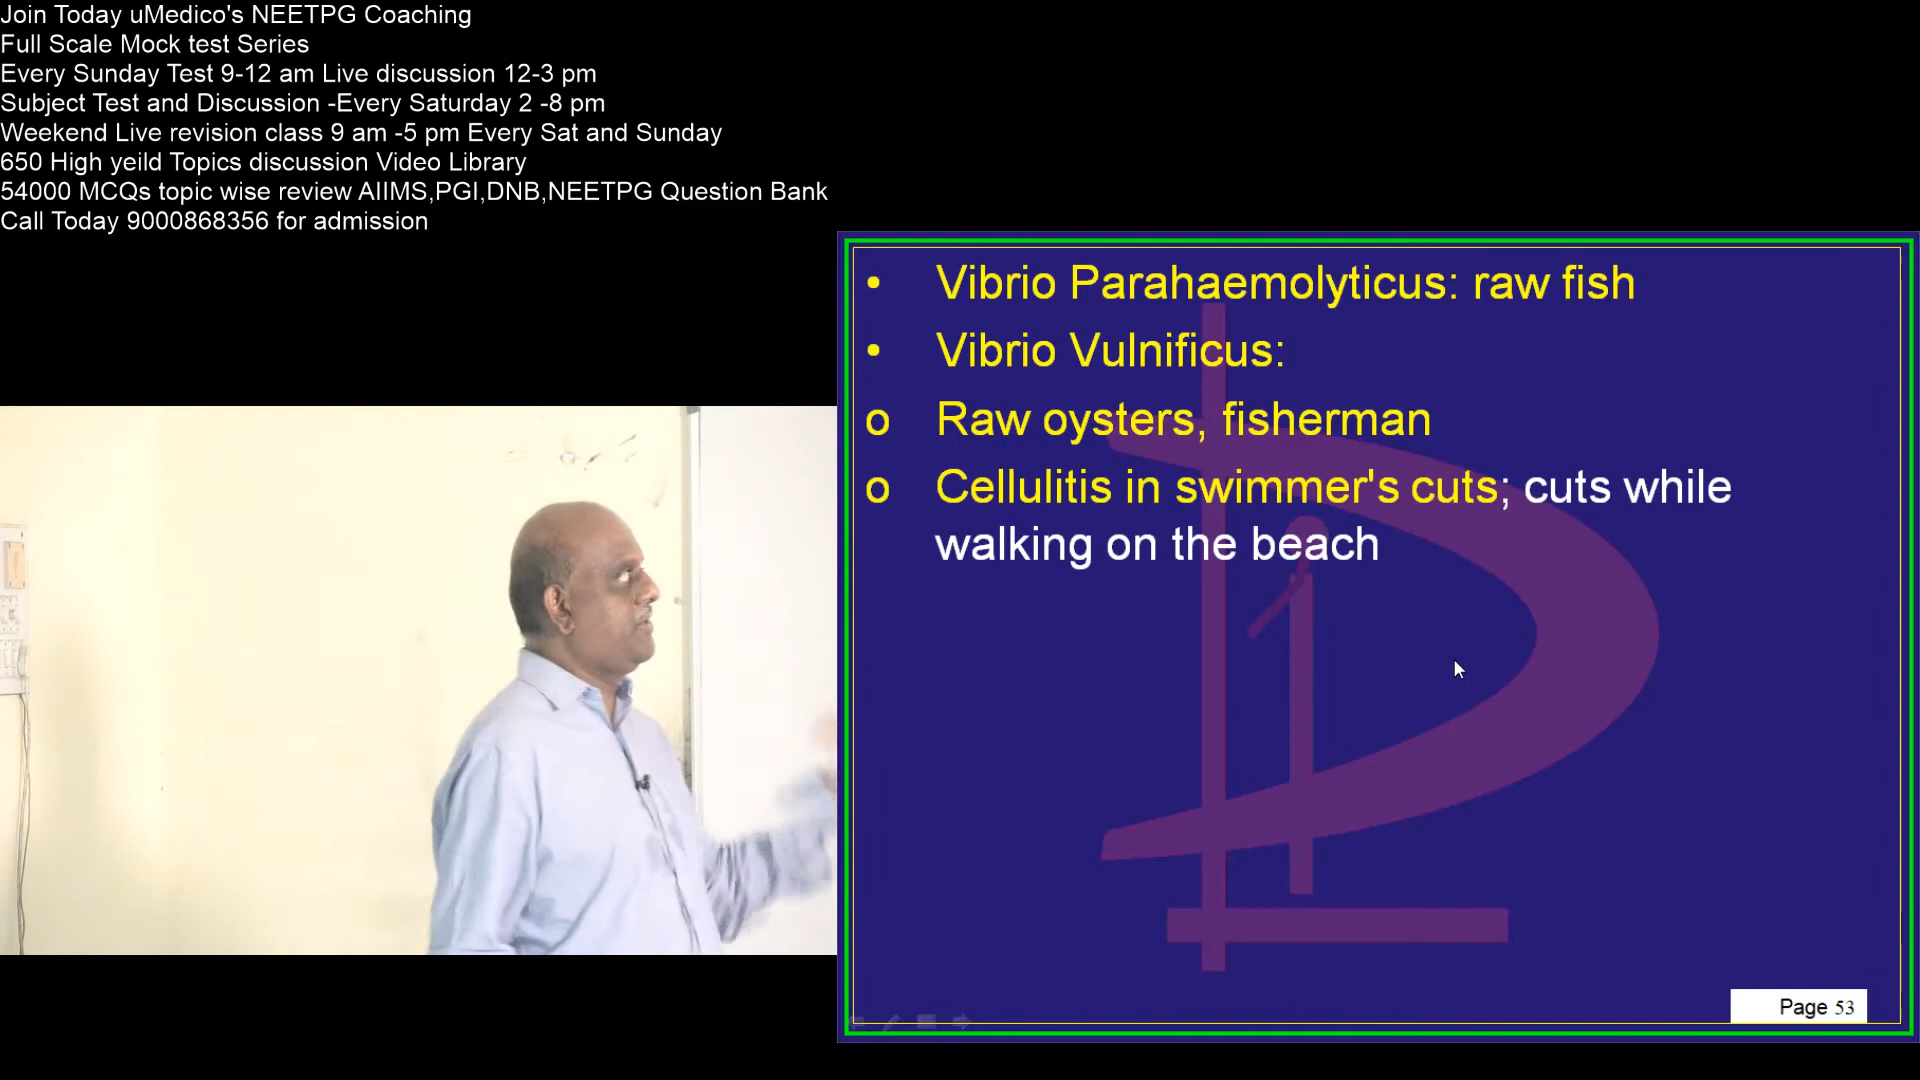 Join Today uMedico's NEETPG Coaching
Full Scale Mock test Series
Every Sunday Test 9-12 am Live discussion 12-3 pm
Subject Test and Discussion -Every Saturday 2 -8 pm
Weekend Live revision class 9 am -5 pm Every Sat and Sunday
650 High yeild Topics discussion Video Library
54000 MCQs topic wise review AIIMS,PGI,DNB,NEETPG Question Bank
Call Today 9000868356 for admission
• Vibrio Parahaemolyticus: raw fish
• Vibrio Vulnificus:
o Raw oysters, fisherman
o Cellulitis in swimmer's cuts; cuts while
walking on the beach
Page 53